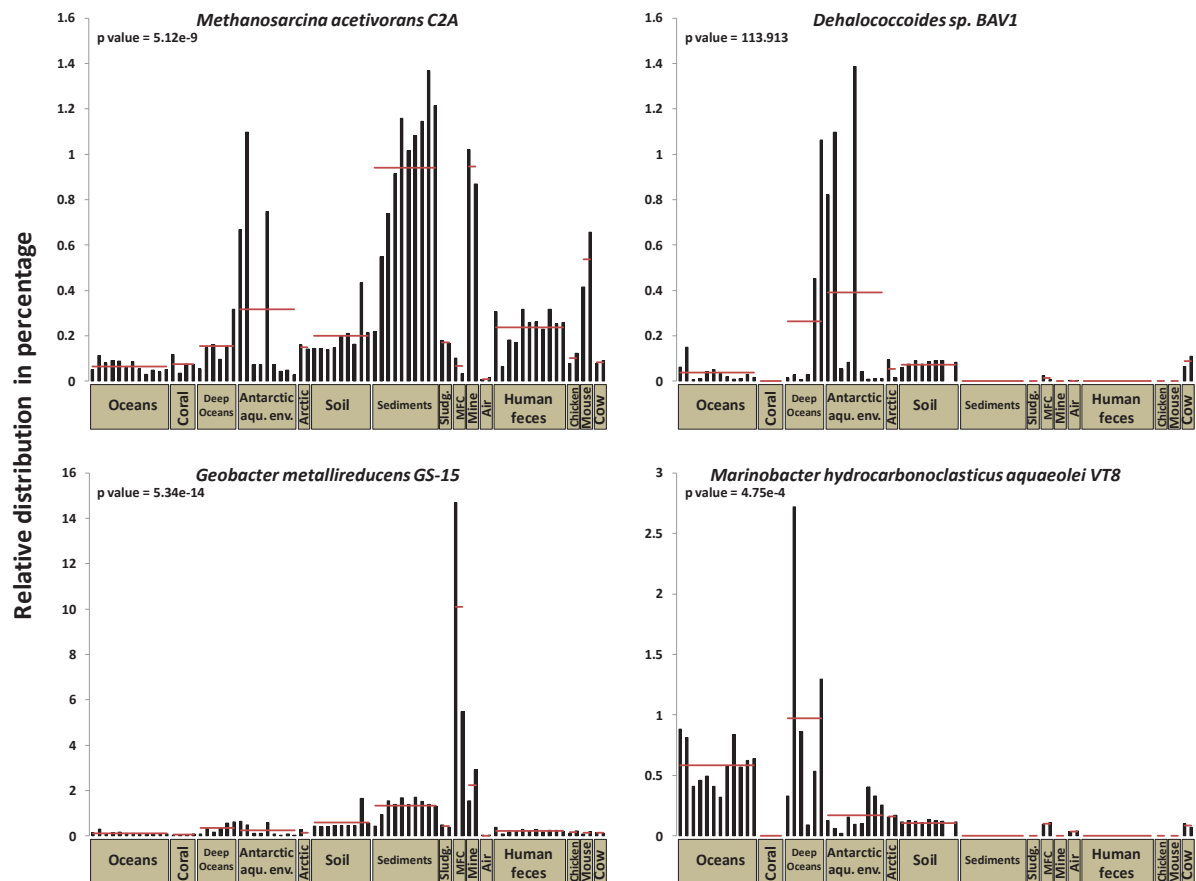 Relative distribution in percentage
Methanosarcina acetivorans C2A
p value = 5.12e-9
1.6
1.4
1.2
1
0.8
0.6
0.4
0.2
0
Oceans
Coral
Deep
Oceans
Antarctic
aqu. env.
Arctic
Soil
Sediments
Sludg.
MFC
Mine
Air
Human
feces
Chicken
Mouse
Cow
Dehalococcoides sp. BAV1
p value = 113.913
1.6
1.4
1.2
1
0.8
0.6
0.4
0.2
0
Oceans
Coral
Deep
Oceans
Antarctic
aqu. env.
Arctic
Soil
Sediments
Sludg.
MFC
Mine
Air
Human
feces
Chicken
Mouse
Cow
Geobacter metallireducens GS-15
p value = 5.34e-14
16
14
12
10
8
6
4
2
0
Oceans
Coral
Deep
Oceans
Antarctic
aqu. env.
Arctic
Soil
Sediments
Sludg.
MFC
Mine
Air
Human
feces
Chicken
Mouse
Cow
Marinobacter hydrocarbonoclasticus aquaeolei VT8
p value = 4.75e-4
3
2.5
2
1.5
1
0.5
0
Oceans
Coral
Deep
Oceans
Antarctic
aqu. env.
Arctic
Soil
Sediments
Sludg.
MFC
Mine
Air
Human
feces
Chicken
Mouse
Cow